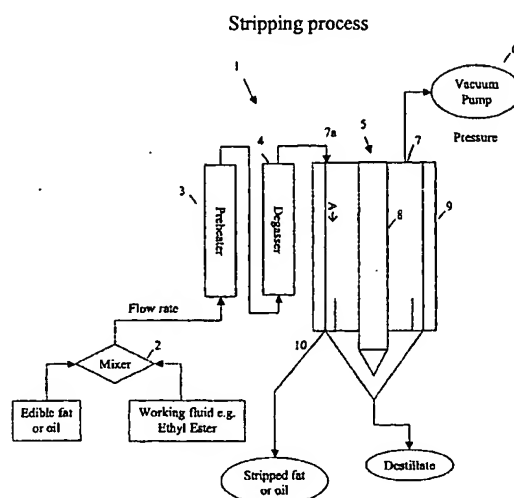 Stripping process
1
6
Vacuum
Pump
Pressure
7a
5
7
4
3
Preheater
Degasser
A→
8
9
Flow rate
10
2
Mixer
Edible fat
or oil
Working fluid e.g.
Ethyl Ester
Stripped fat
or oil
Destillate